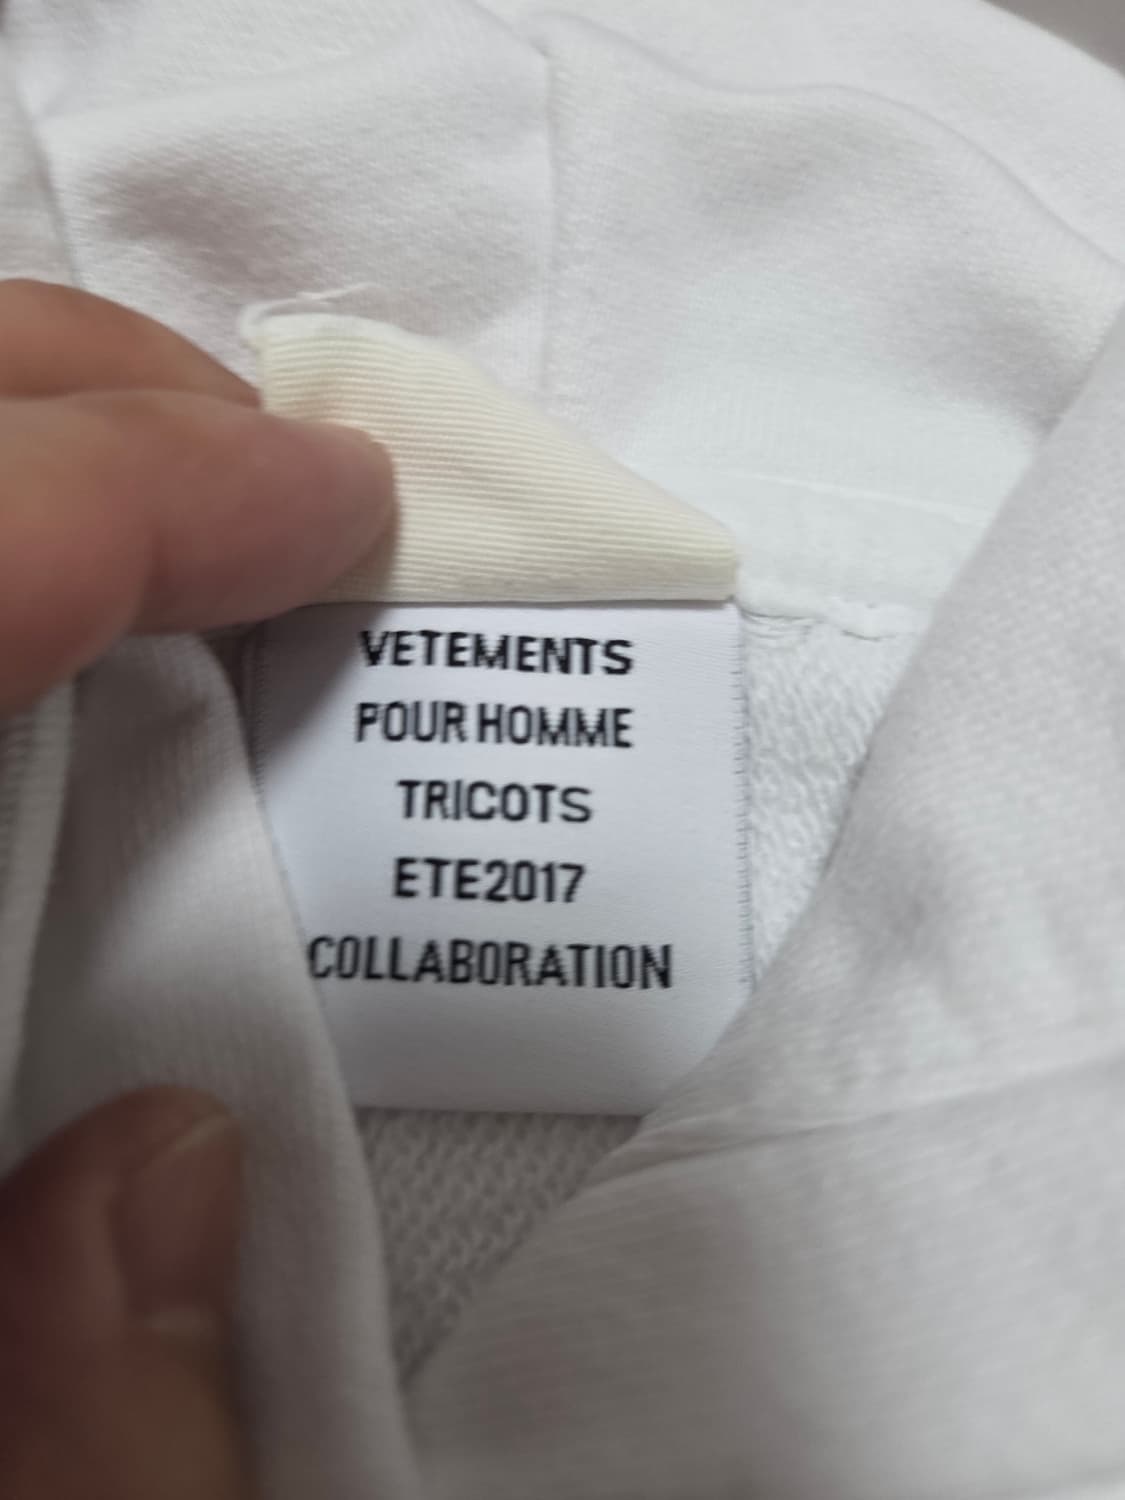 VETEMENTS
POUR HOMME
TRICOTS
ETE2017
COLLABORATION